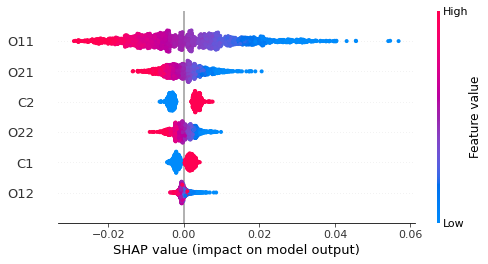 High
O11
O21
C2
O22
C1
O12
Feature value
Low
−0.02 0.00 0.02 0.04 0.06
SHAP value (impact on model output)